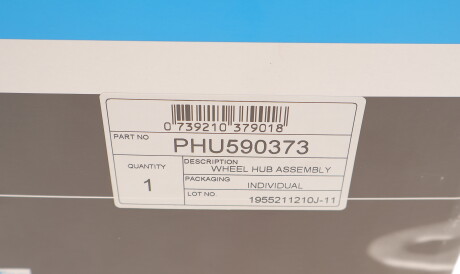 0 739210 379018
PART NO PHU590373
QUANTITY
1
DESCRIPTION
WHEEL HUB ASSEMBLY
PACKAGING
INDIVIDUAL
LOT NO. 1955211210J-11